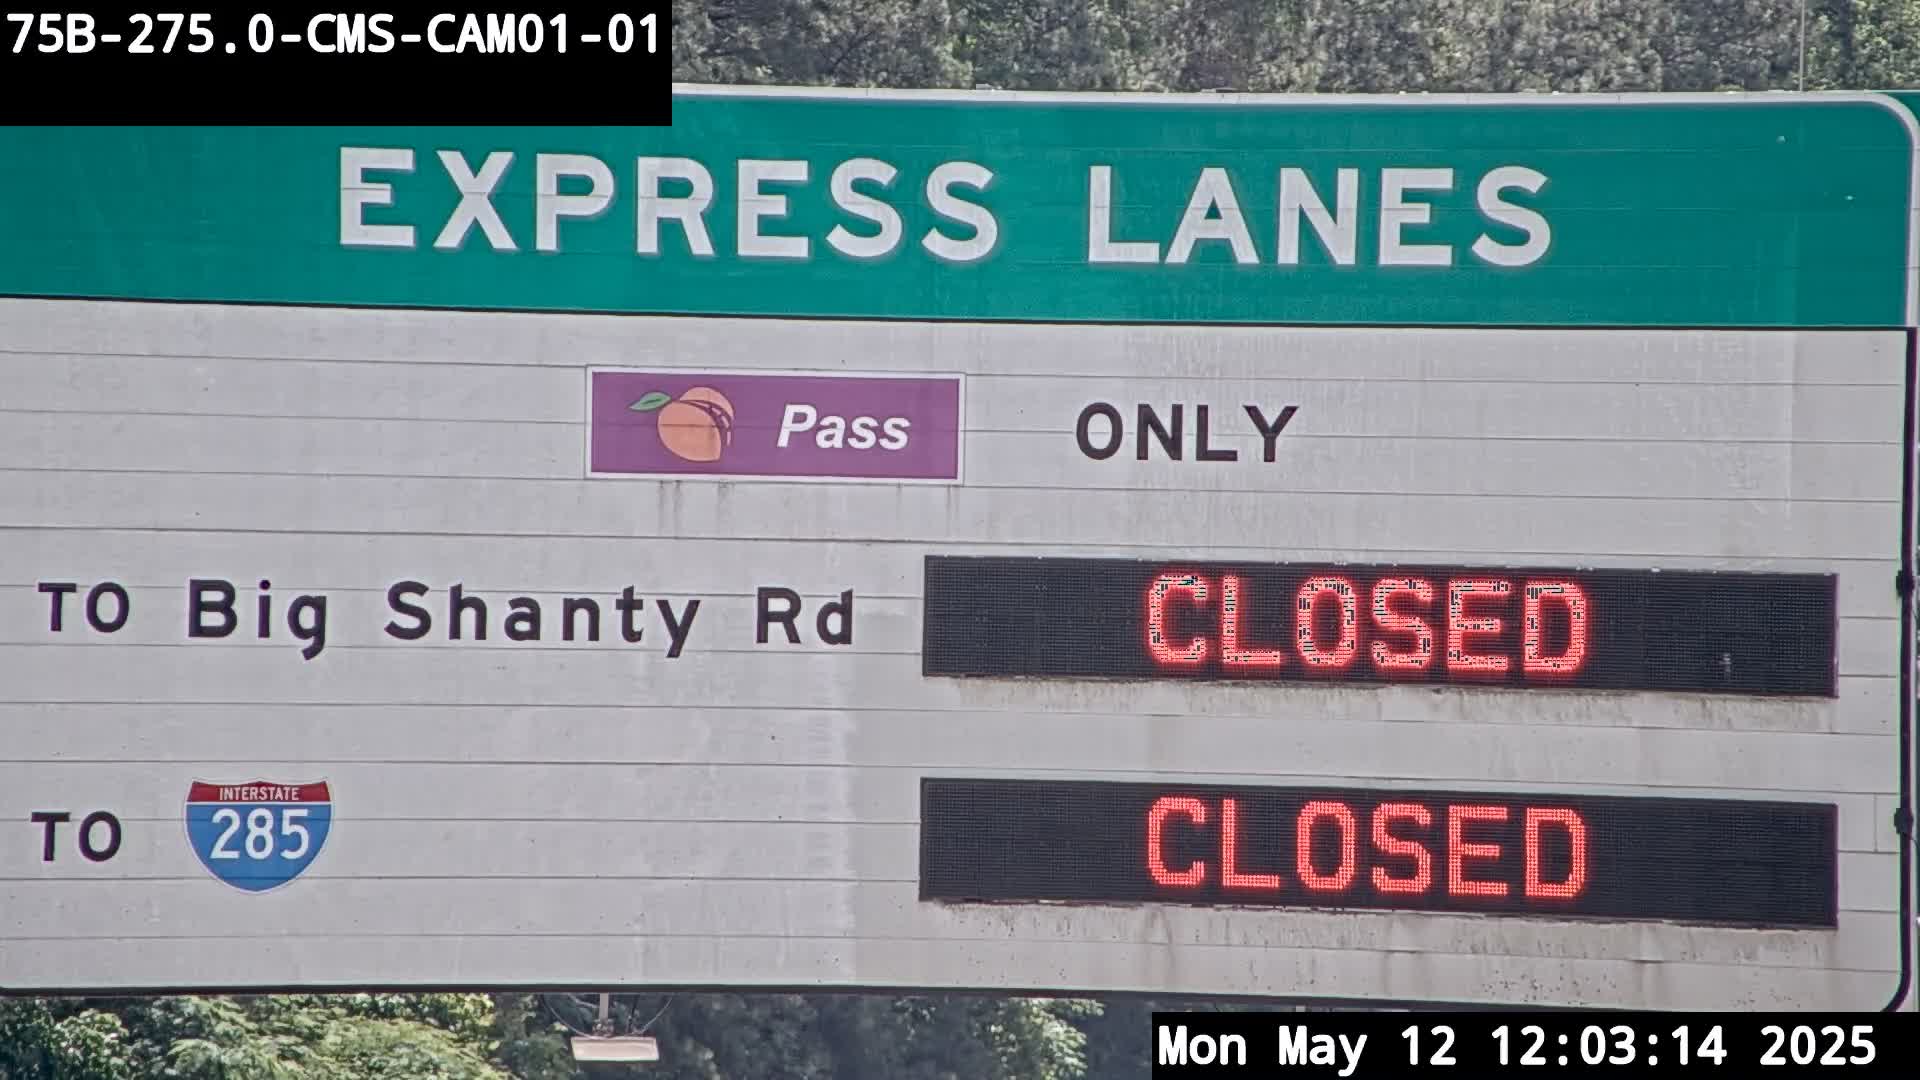 75B-275.0-CMS-CAM01-01
EXPRESS LANES
Pass ONLY
TO Big Shanty Rd CLOSED
INTERSTATE
TO 285 CLOSED
Mon May 12 12:03:14 2025